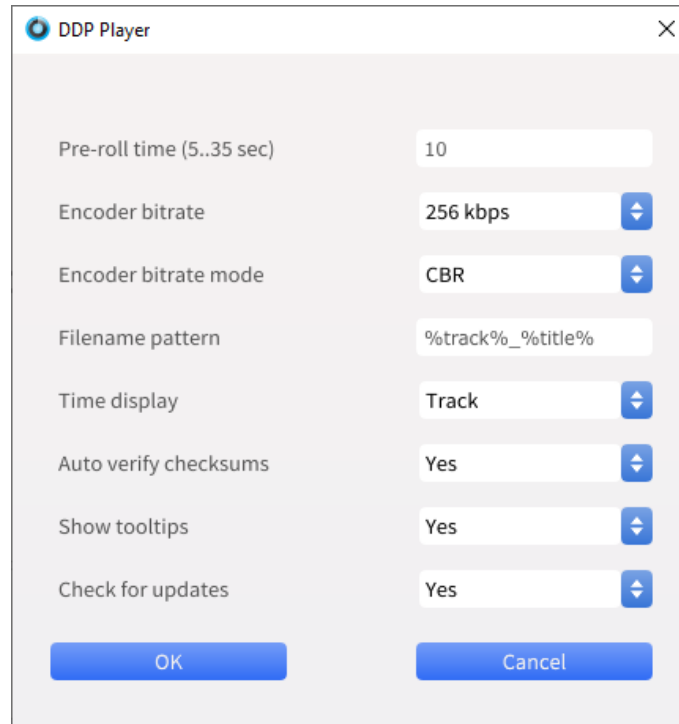 DDP Player
Pre-roll time (5..35 sec) 10
Encoder bitrate 256 kbps
Encoder bitrate mode CBR
Filename pattern %track%_%title%
Time display Track
Auto verify checksums Yes
Show tooltips Yes
Check for updates Yes
OK Cancel